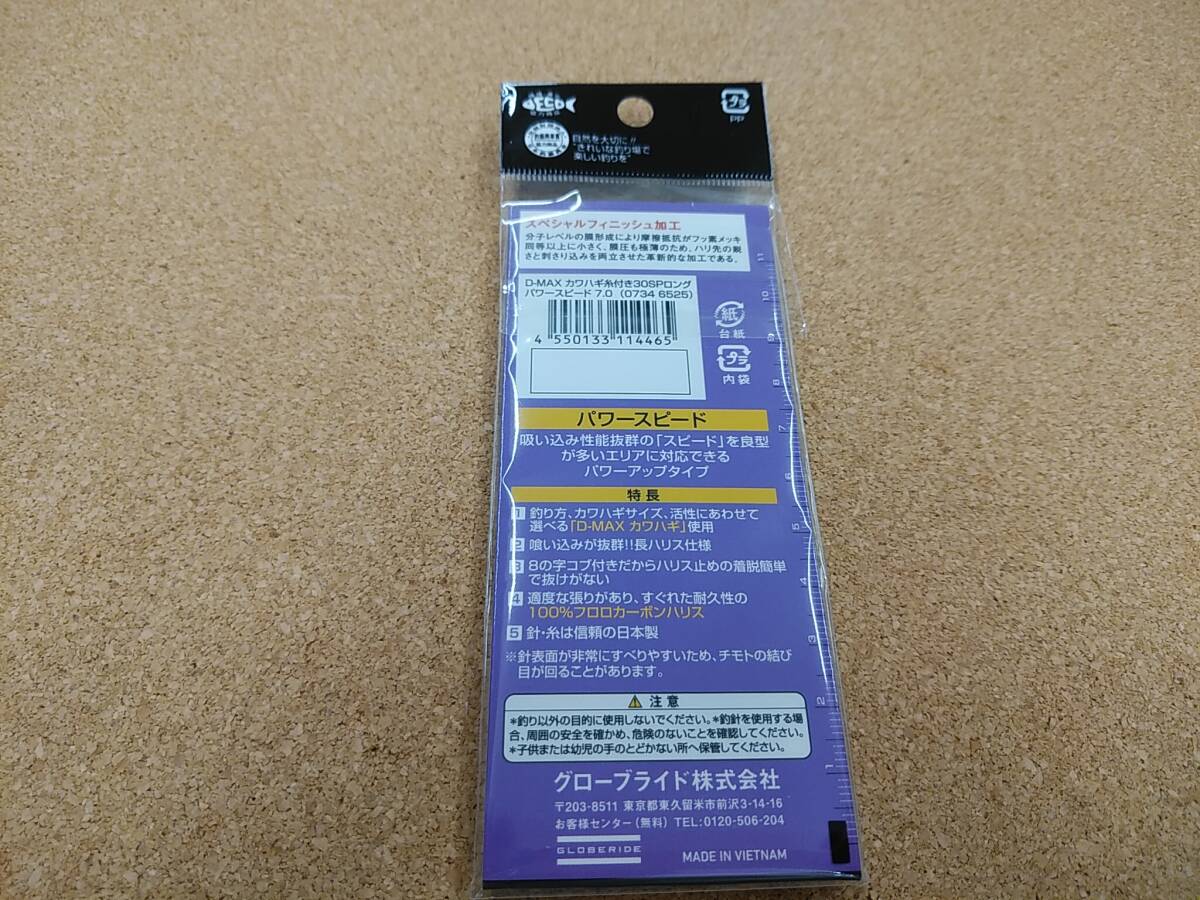 ECO
プラ
PP
自然を大切に!!
"きれいな釣り場で
楽しい釣りを"
スペシャルフィニッシュ加工
分子レベルの膜形成により摩擦抵抗がフッ素メッキ
同等以上に小さく、膜圧も極薄のため、ハリ先の鋭
さと刺さり込みを両立させた革新的な加工である。
D-MAX カワハギ糸付き30SPロング
パワースピード 7.0 (0734 6525)
4 550133 114465
紙
台紙
プラ
内袋
パワースピード
吸い込み性能抜群の「スピード」を良型
が多いエリアに対応できる
パワーアップタイプ
特長
1 釣り方、カワハギサイズ、活性にあわせて
選べる「D-MAX カワハギ」使用
2 喰い込みが抜群!!長ハリス仕様
3 8の字コブ付きだからハリス止めの着脱簡単
で抜けがない
4 適度な張りがあり、すぐれた耐久性の
100%フロロカーボンハリス
5 針・糸は信頼の日本製
※針表面が非常にすべりやすいため、チモトの結び
目が回ることがあります。
注意
*釣り以外の目的に使用しないでください。*釣針を使用する場
合、周囲の安全を確かめ、危険のないことを確認してください。
*子供または幼児の手のとどかない所へ保管してください。
グローブライド株式会社
〒203-8511 東京都東久留米市前沢3-14-16
お客様センター(無料) TEL:0120-506-204
GLOBERIDE
MADE IN VIETNAM
11
10
9
8
7
6
5
4
3
2
1